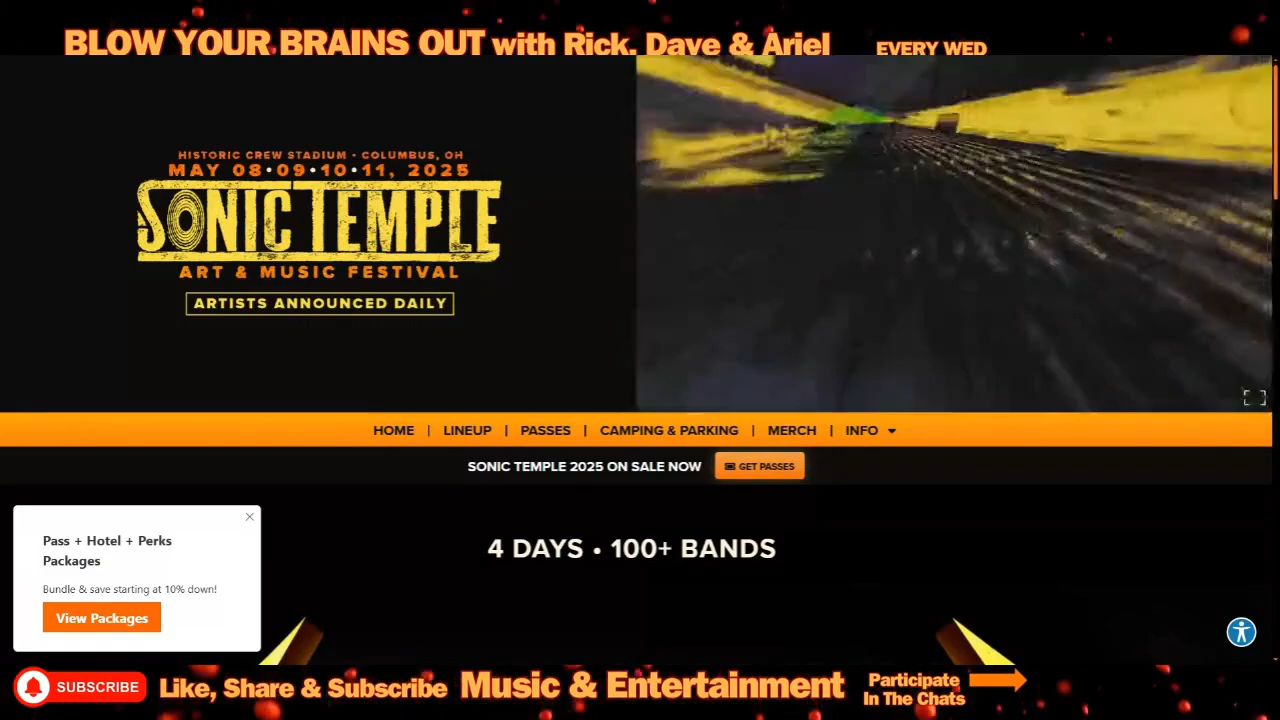 BLOW YOUR BRAINS OUT with Rick, Dave & Ariel EVERY WED
HISTORIC CREW STADIUM • COLUMBUS, OH
MAY 08•09•10•11, 2025
SONIC TEMPLE
ART & MUSIC FESTIVAL
ARTISTS ANNOUNCED DAILY
HOME | LINEUP | PASSES | CAMPING & PARKING | MERCH | INFO
SONIC TEMPLE 2025 ON SALE NOW GET PASSES
4 DAYS • 100+ BANDS
Pass + Hotel + Perks
Packages
Bundle & save starting at 10% down!
View Packages
SUBSCRIBE Like, Share & Subscribe Music & Entertainment
Participate
In The Chats